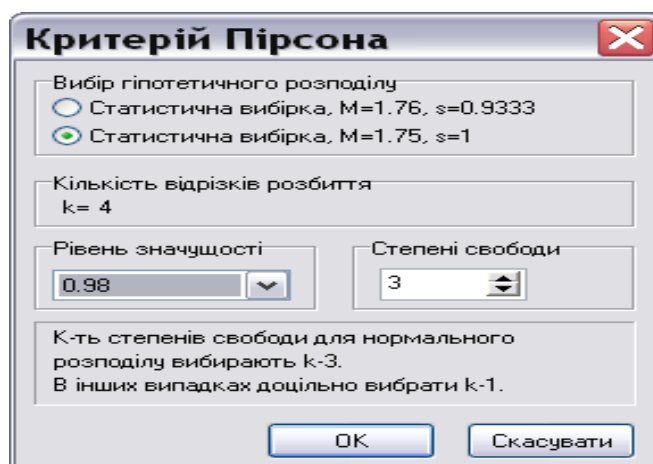 Критерій Пірсона
Вибір гіпотетичного розподілу
Статистична вибірка, M=1.76, s=0.9333
Статистична вибірка, M=1.75, s=1
Кількість відрізків розбиття
k= 4
Рівень значущості
0.98
Степені свободи
3
К-ть степенів свободи для нормального
розподілу вибирають k-3.
В інших випадках доцільно вибрати k-1.
OK
Скасувати